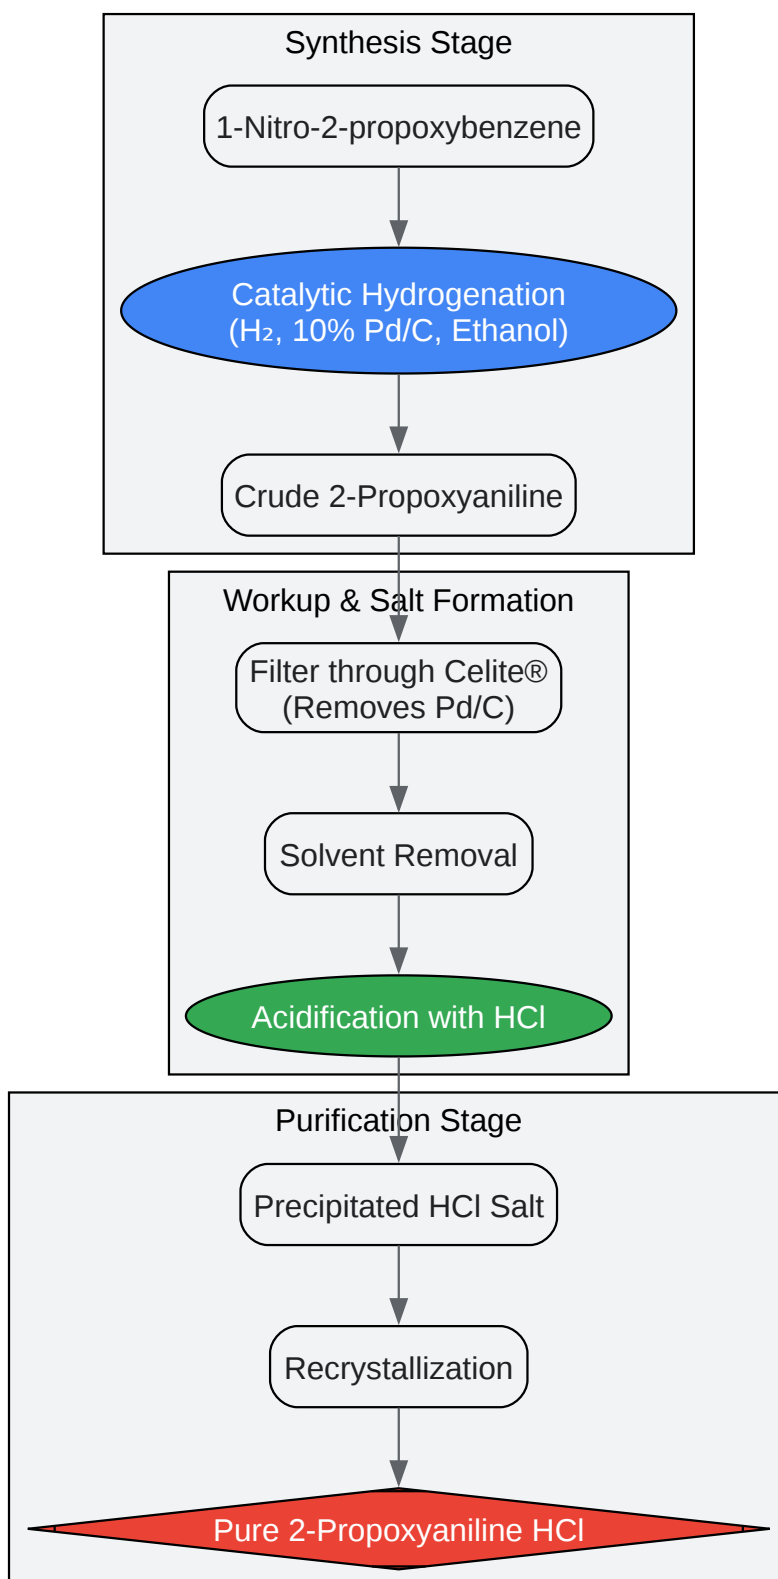 Synthesis Stage
1-Nitro-2-propoxybenzene
Catalytic Hydrogenation
(H₂, 10% Pd/C, Ethanol)
Crude 2-Propoxyaniline
Workup & Salt Formation
Filter through Celite®
(Removes Pd/C)
Solvent Removal
Acidification with HCl
Purification Stage
Precipitated HCl Salt
Recrystallization
Pure 2-Propoxyaniline HCl